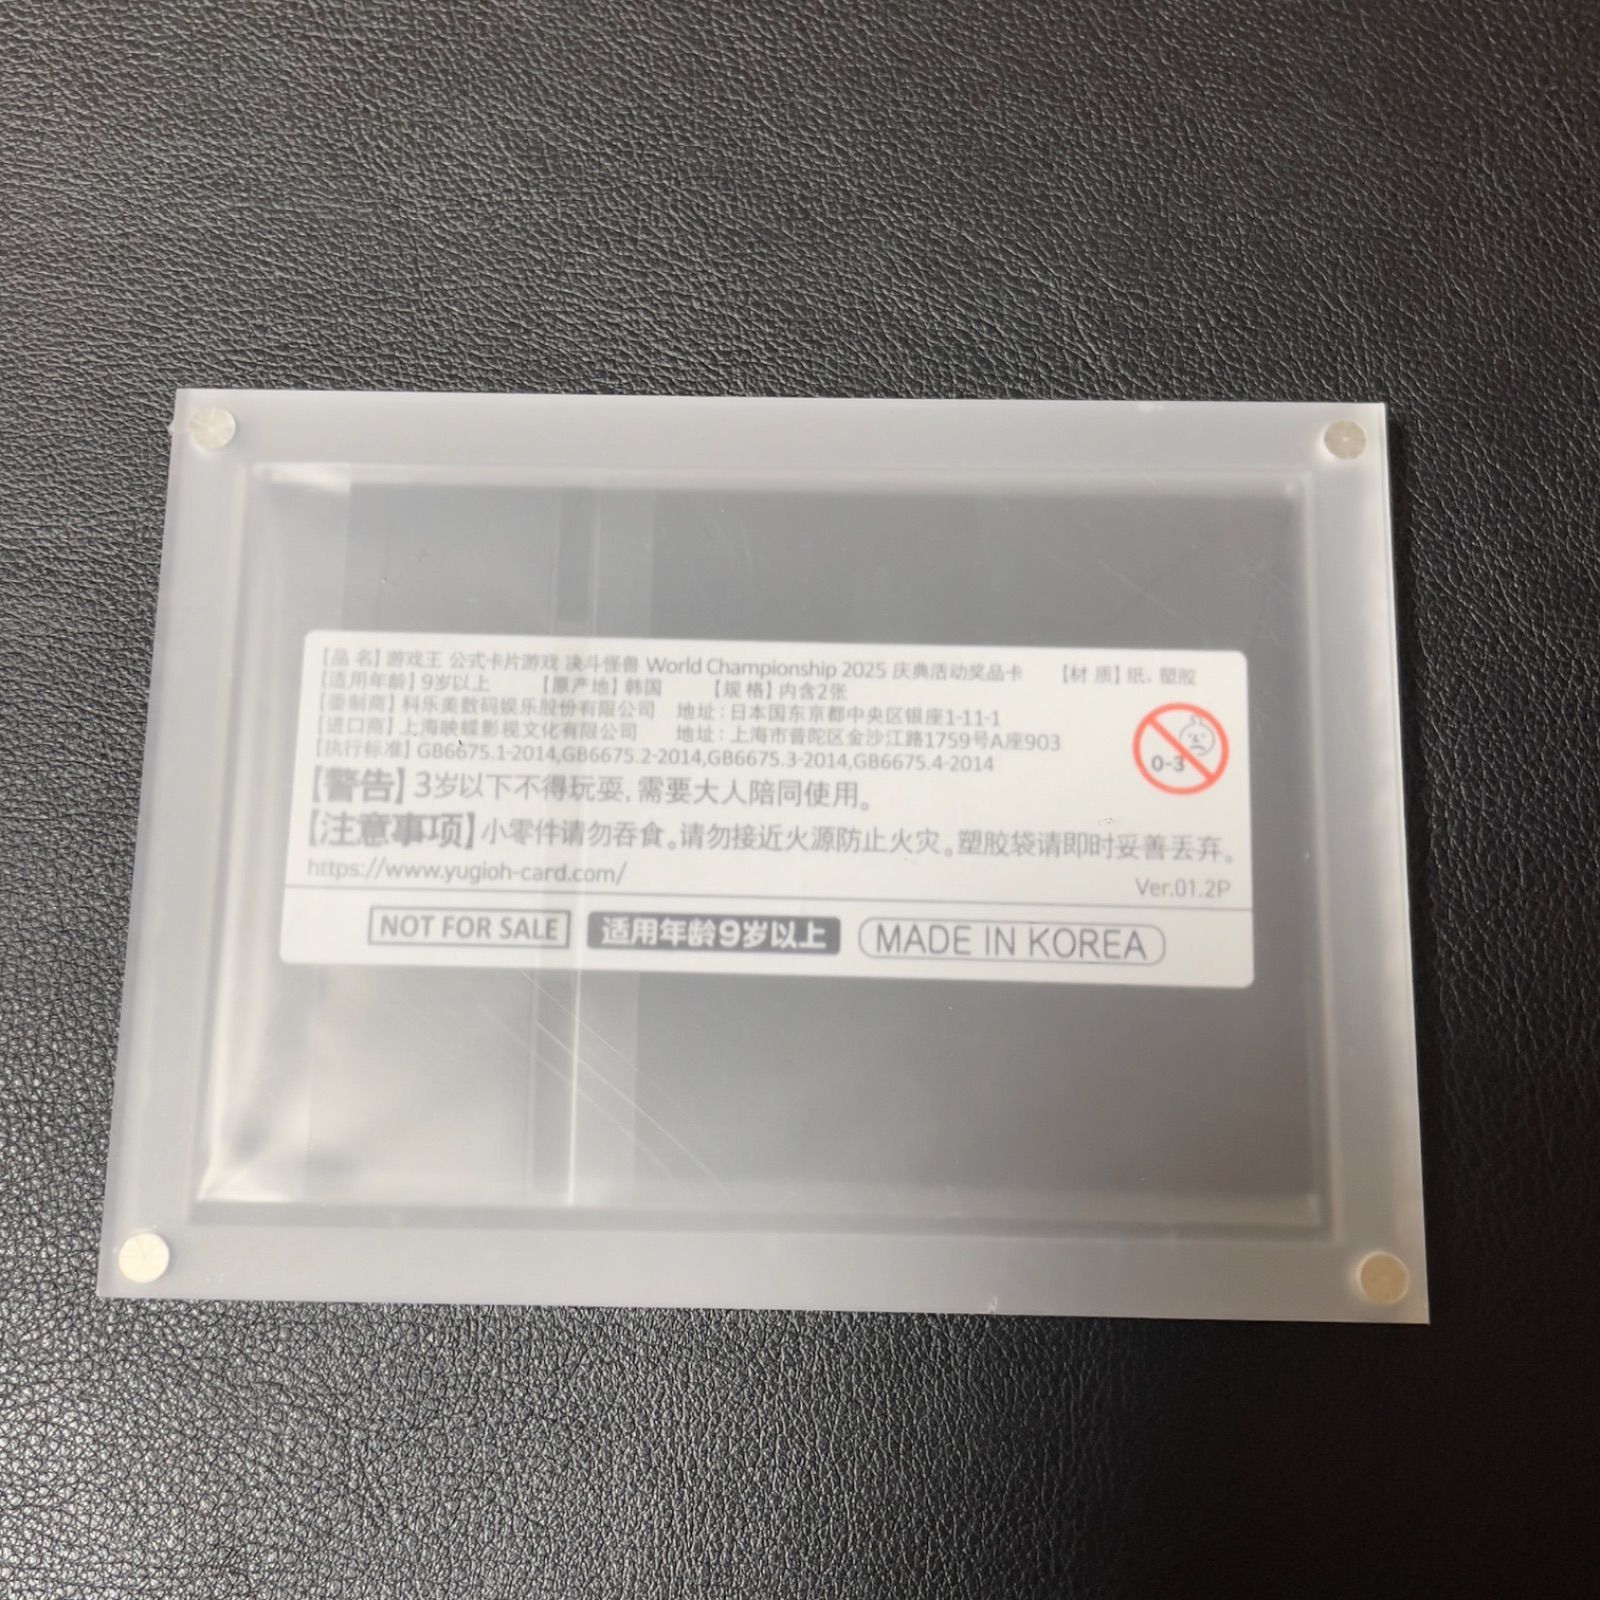 【品 名】游戏王 公式卡片游戏 决斗怪兽 World Championship 2025 庆典活动奖品卡 【材 质】纸、塑胶
【适用年龄】9岁以上 【原产地】韩国 【规 格】内含2张
【委制商】科乐美数码娱乐股份有限公司 地址:日本国东京都中央区银座1-11-1
【进口商】上海映蝶影视文化有限公司 地址:上海市普陀区金沙江路1759号A座903
【执行标准】GB6675.1-2014,GB6675.2-2014,GB6675.3-2014,GB6675.4-2014
0-3
【警告】3岁以下不得玩耍,需要大人陪同使用。
【注意事项】小零件请勿吞食。请勿接近火源防止火灾。塑胶袋请即时妥善丢弃。
https://www.yugioh-card.com/
Ver.01.2P
NOT FOR SALE 适用年龄9岁以上 MADE IN KOREA